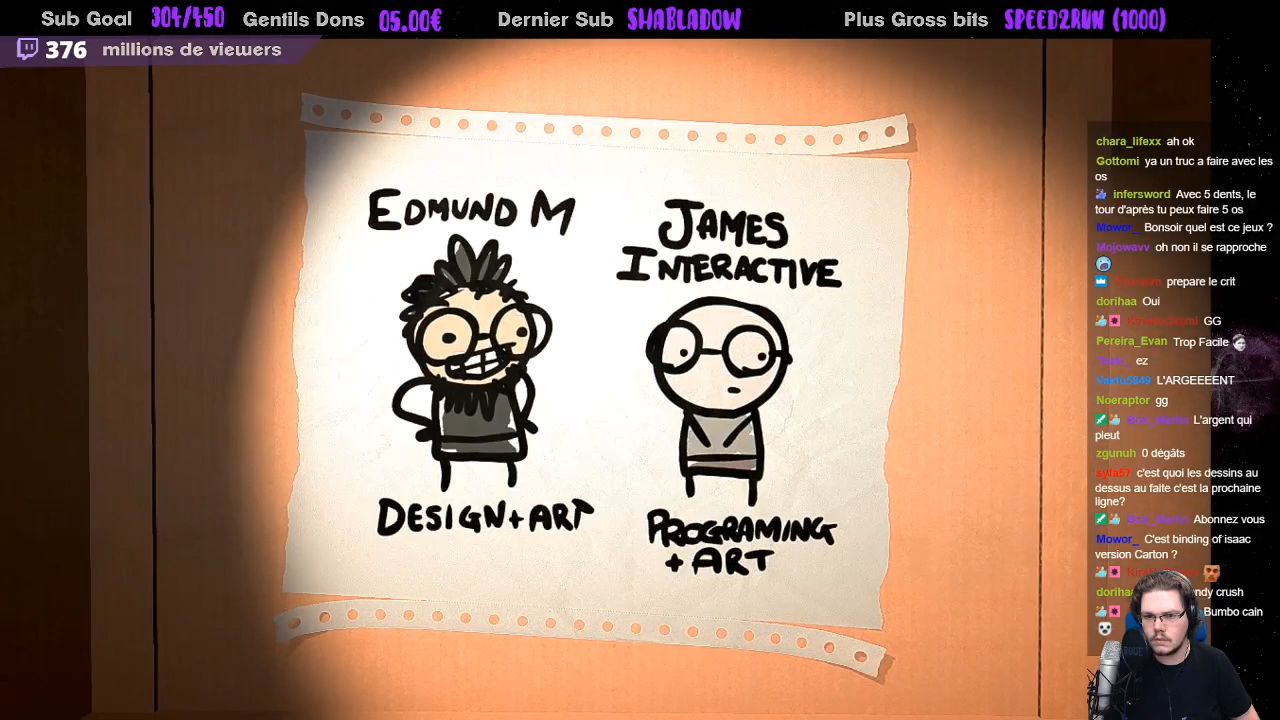 Sub Goal 304/450 Gentils Dons 05.00€ Dernier Sub SHABLADOW Plus Gross bits SPEED2RUN (1000)
376 millions de viewers
EDMUND M
JAMES
INTERACTIVE
DESIGN+ART
PROGRAMING
+ ART
chara_lifexx ah ok
Gottomi ya un truc a faire avec les
os
infersword Avec 5 dents, le
tour d'après tu peux faire 5 os
Mowor_ Bonsoir quel est ce jeux ?
Mojowavv oh non il se rapproche
prepare le crit
dorihaa Oui
GG
Pereira_Evan Trop Facile
ez
L'ARGEEEENT
Noeraptor gg
L'argent qui
pleut
zgunuh 0 dégâts
syfa57 c'est quoi les dessins au
dessus au faite c'est la prochaine
ligne?
Abonnez vous
Mowor_ C'est binding of isaac
version Carton ?
crush
Bumbo cain